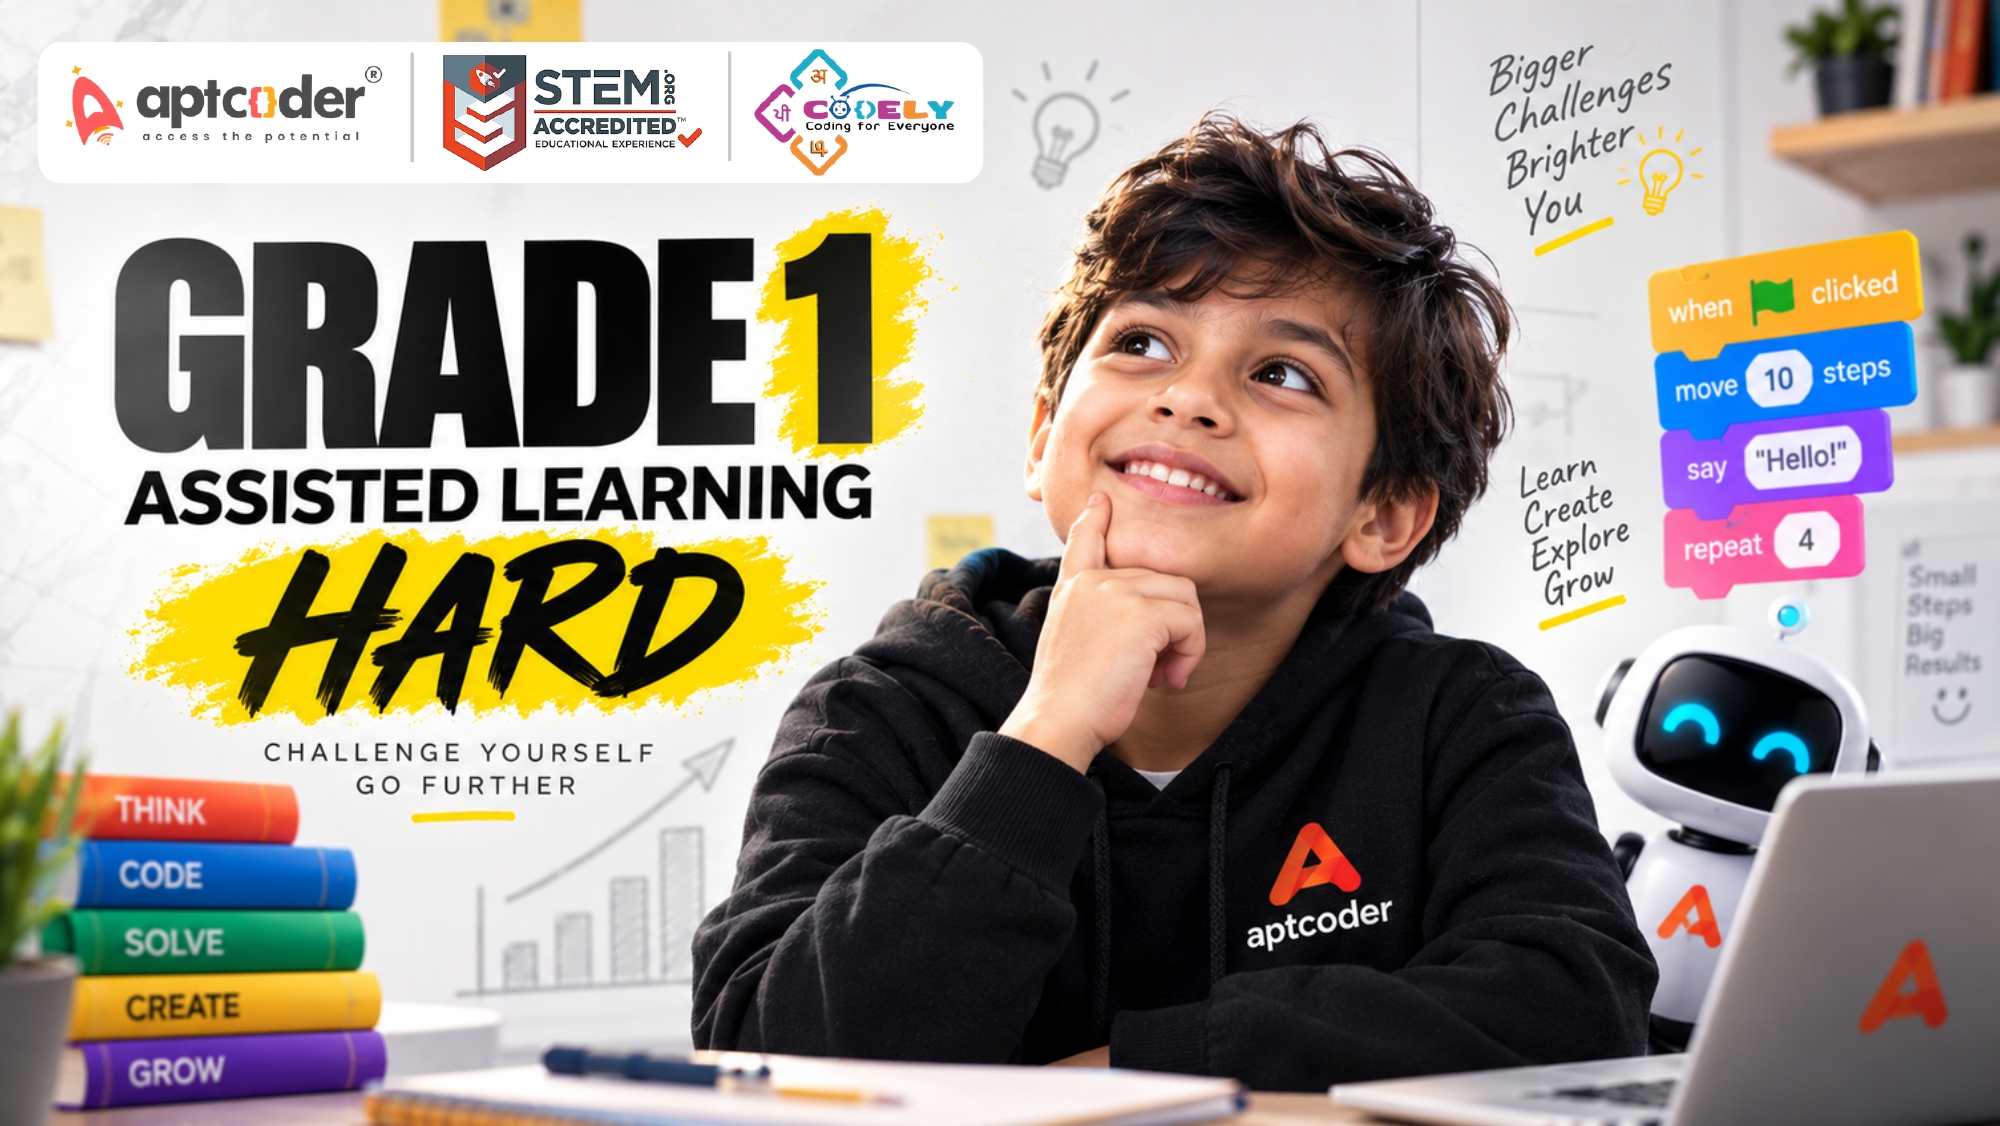 aptcoder®
access the potential
STEM.ORG
ACCREDITED™
EDUCATIONAL EXPERIENCE
अ
पी
CODELY
Coding for Everyone
GRADE 1
ASSISTED LEARNING
HARD
CHALLENGE YOURSELF
GO FURTHER
THINK
CODE
SOLVE
CREATE
GROW
Bigger
Challenges
Brighter
You
when clicked
move 10 steps
say "Hello!"
repeat 4
Learn
Create
Explore
Grow
Small
Steps
Big
Results
aptcoder